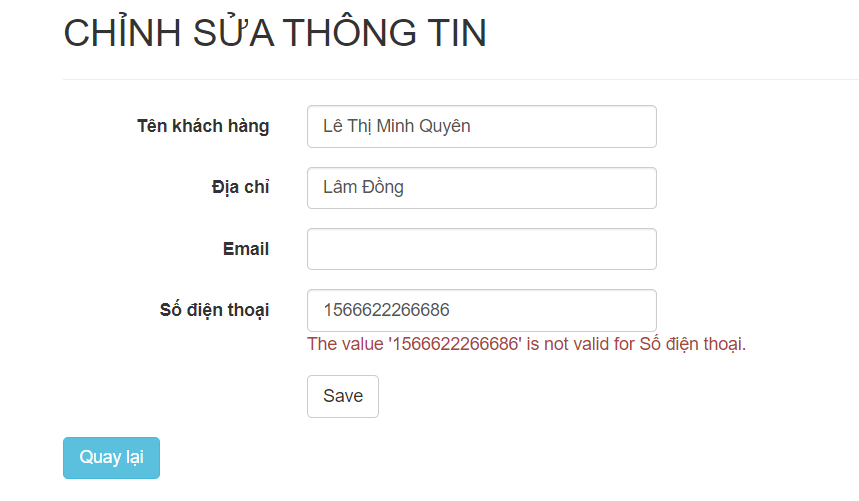 CHỈNH SỬA THÔNG TIN
Tên khách hàng Lê Thị Minh Quyên
Địa chỉ Lâm Đồng
Email
Số điện thoại 1566622266686
The value '1566622266686' is not valid for Số điện thoại.
Save
Quay lại